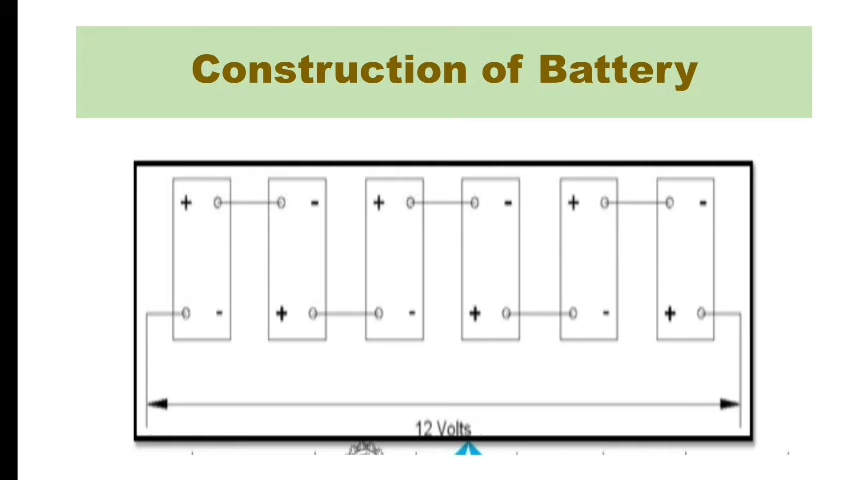 Construction of Battery
+ - + - + -
- + - + - +
12 Volts